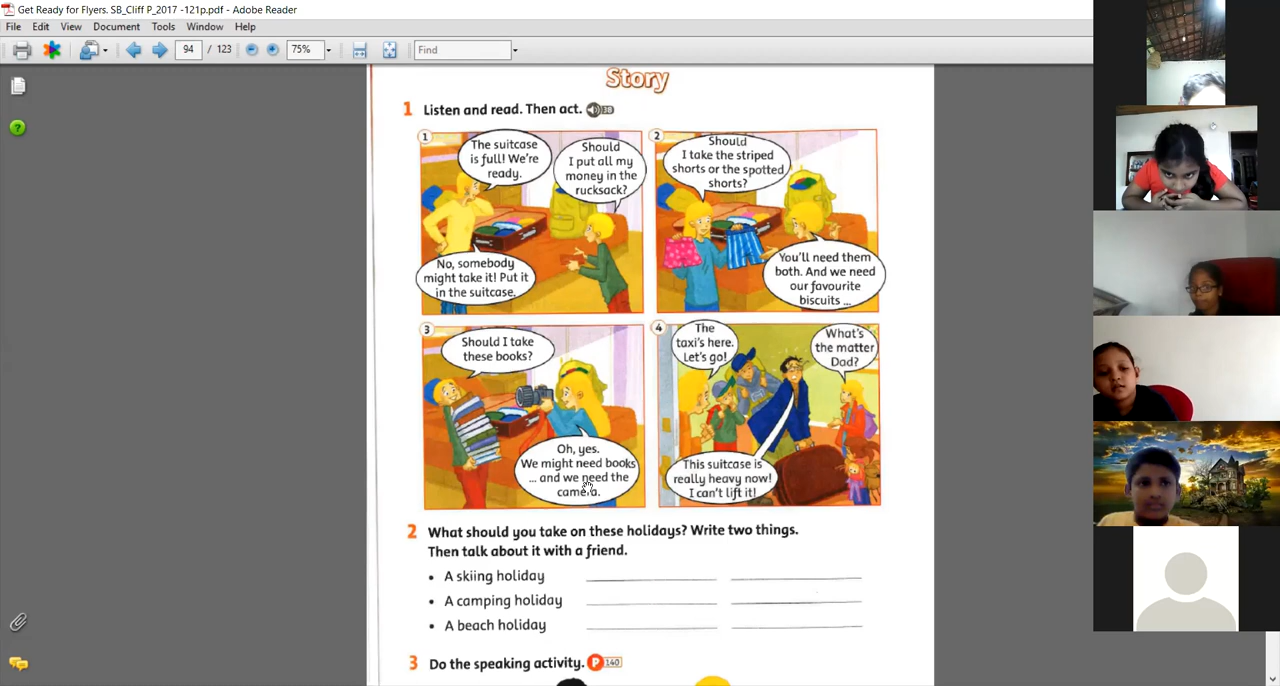 Get Ready for Flyers. SB_Cliff P_2017 -121p.pdf - Adobe Reader
File Edit View Document Tools Window Help
94 / 123 75% Find
Story
1 Listen and read. Then act. 38
1
The suitcase
is full! We're
ready.
Should
I put all my
money in the
rucksack?
No, somebody
might take it! Put it
in the suitcase.
2
Should
I take the striped
shorts or the spotted
shorts?
You'll need them
both. And we need
our favourite
biscuits ...
3
Should I take
these books?
Oh, yes.
We might need books
... and we need the
camera.
4
The
taxi's here.
Let's go!
What's
the matter
Dad?
This suitcase is
really heavy now!
I can't lift it!
2 What should you take on these holidays? Write two things.
Then talk about it with a friend.
• A skiing holiday
• A camping holiday
• A beach holiday
3 Do the speaking activity. P 140